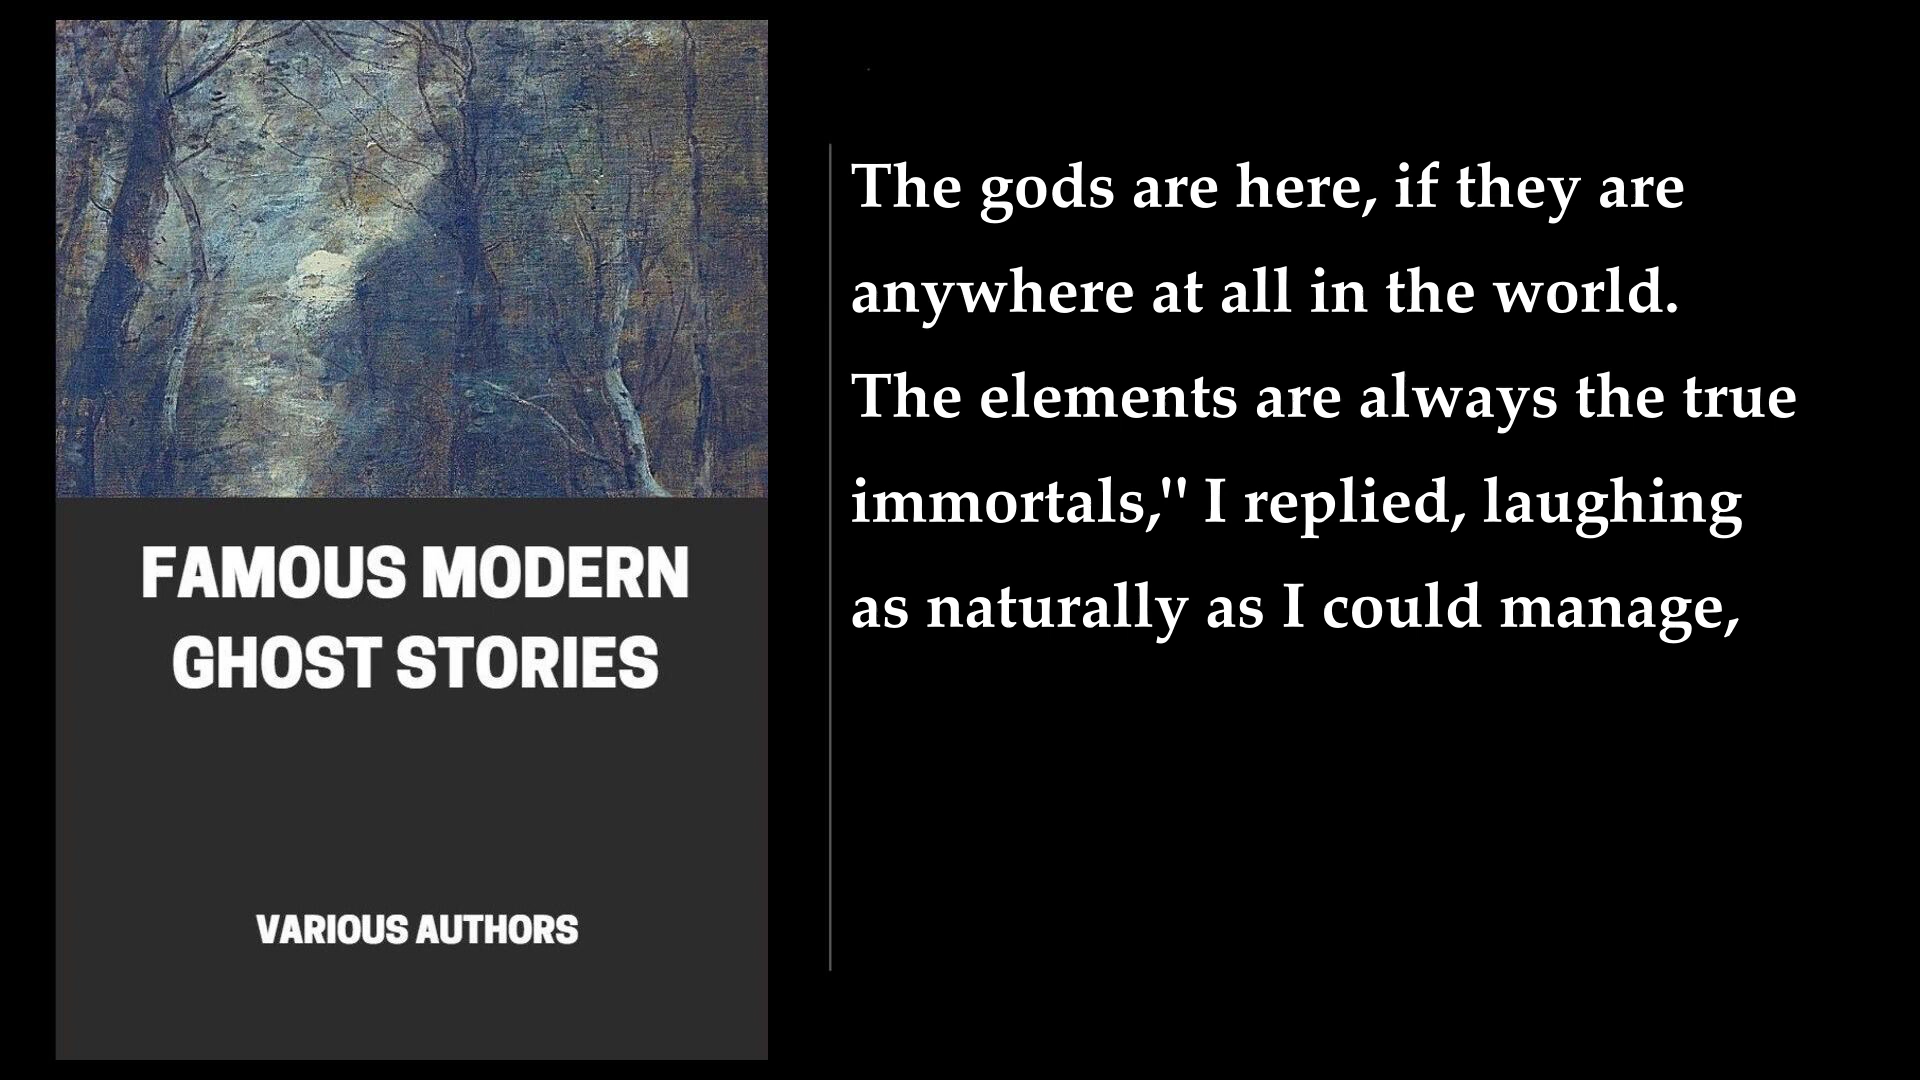 FAMOUS MODERN
GHOST STORIES
VARIOUS AUTHORS
The gods are here, if they are
anywhere at all in the world.
The elements are always the true
immortals," I replied, laughing
as naturally as I could manage,